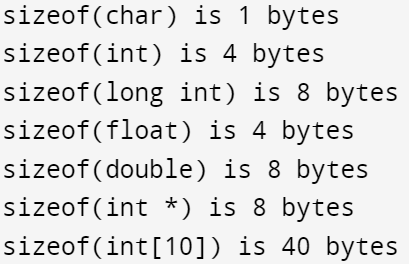 sizeof(char) is 1 bytes
sizeof(int) is 4 bytes
sizeof(long int) is 8 bytes
sizeof(float) is 4 bytes
sizeof(double) is 8 bytes
sizeof(int *) is 8 bytes
sizeof(int[10]) is 40 bytes